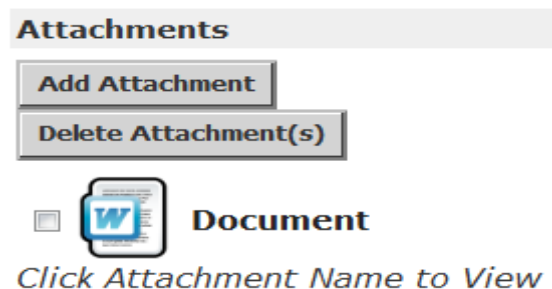 Attachments
Add Attachment
Delete Attachment(s)
W Document
Click Attachment Name to View